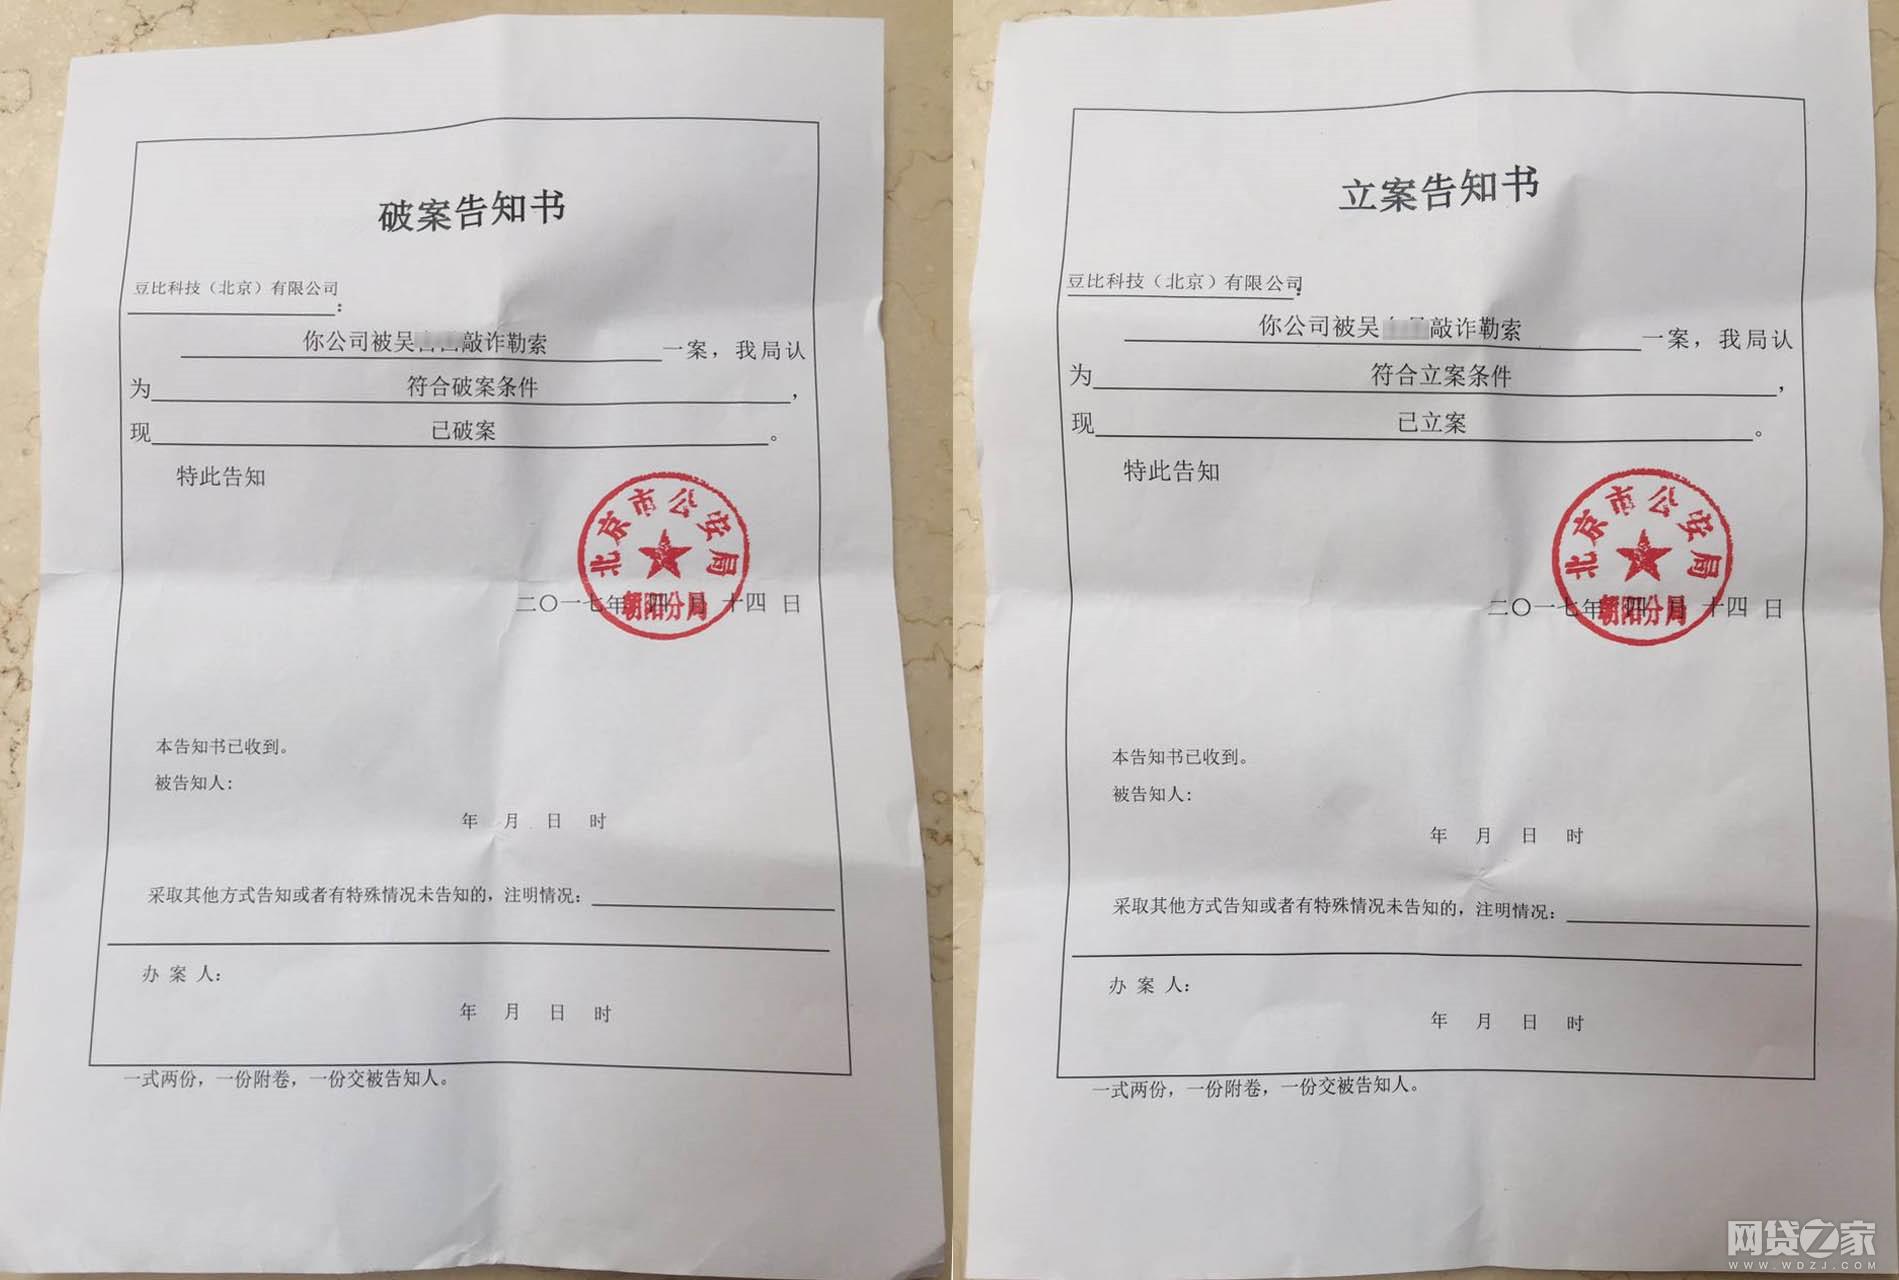 破案告知书
豆比科技（北京）有限公司：
你公司被吴敲诈勒索一案，我局认
为符合破案条件，
现已破案。
特此告知
北京市公安局
朝阳分局
二〇一七年 四 月 十四 日
本告知书已收到。
被告知人：
年 月 日 时
采取其他方式告知或者有特殊情况未告知的，注明情况：
办 案 人：
年 月 日 时
一式两份，一份附卷，一份交被告知人。
立案告知书
豆比科技（北京）有限公司：
你公司被吴敲诈勒索一案，我局认
为符合立案条件，
现已立案。
特此告知
北京市公安局
朝阳分局
二〇一七年 四 月 十四 日
本告知书已收到。
被告知人：
年 月 日 时
采取其他方式告知或者有特殊情况未告知的，注明情况：
办 案 人：
年 月 日 时
一式两份，一份附卷，一份交被告知人。
网贷之家
WWW.WDZJ.COM